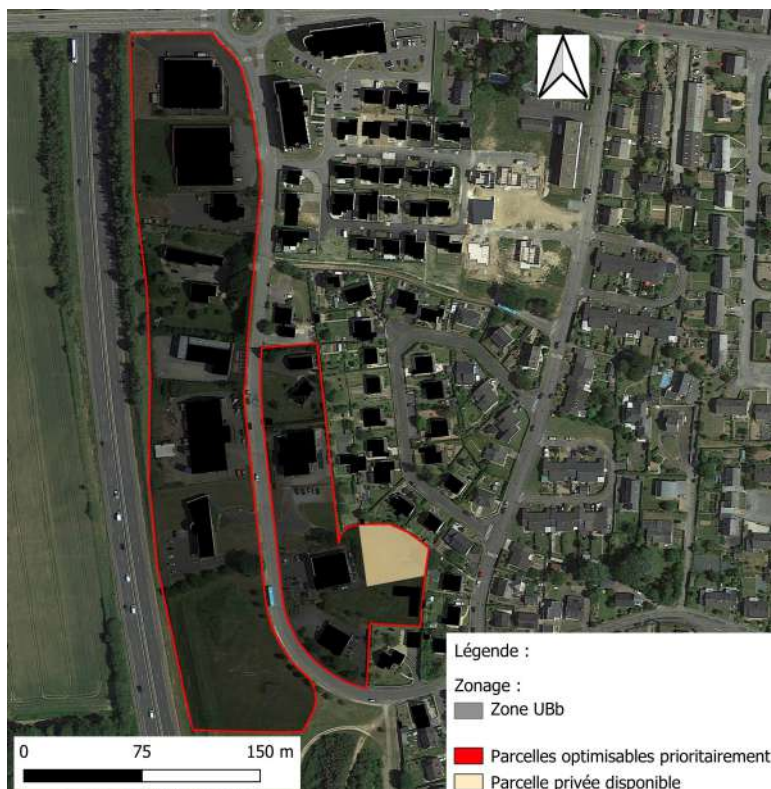 Légende :
Zonage :
Zone UBb
Parcelles optimisables prioritairement
Parcelle privée disponible
0 75 150 m